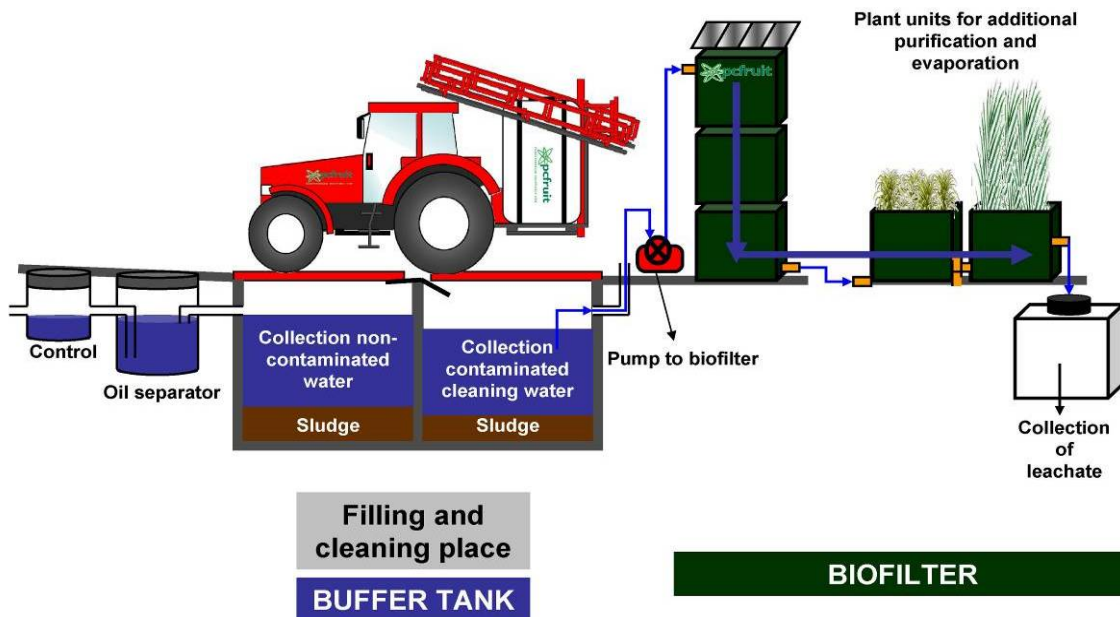 Plant units for additional
purification and
evaporation
pcfruit
pcfruit
pcfruit
Control
Oil separator
Collection non-
contaminated
water
Sludge
Collection
contaminated
cleaning water
Sludge
Pump to biofilter
Collection
of
leachate
Filling and
cleaning place
BUFFER TANK
BIOFILTER